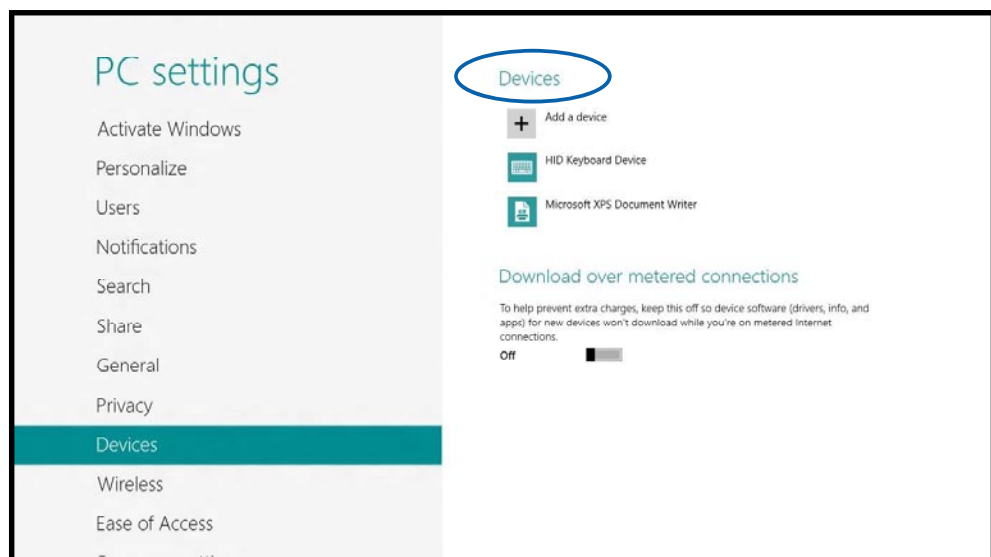 PC settings
Activate Windows
Personalize
Users
Notifications
Search
Share
General
Privacy
Devices
Wireless
Ease of Access
Devices
Add a device
HID Keyboard Device
Microsoft XPS Document Writer
Download over metered connections
To help prevent extra charges, keep this off so device software (drivers, info, and
apps) for new devices won't download while you're on metered Internet
connections.
Off